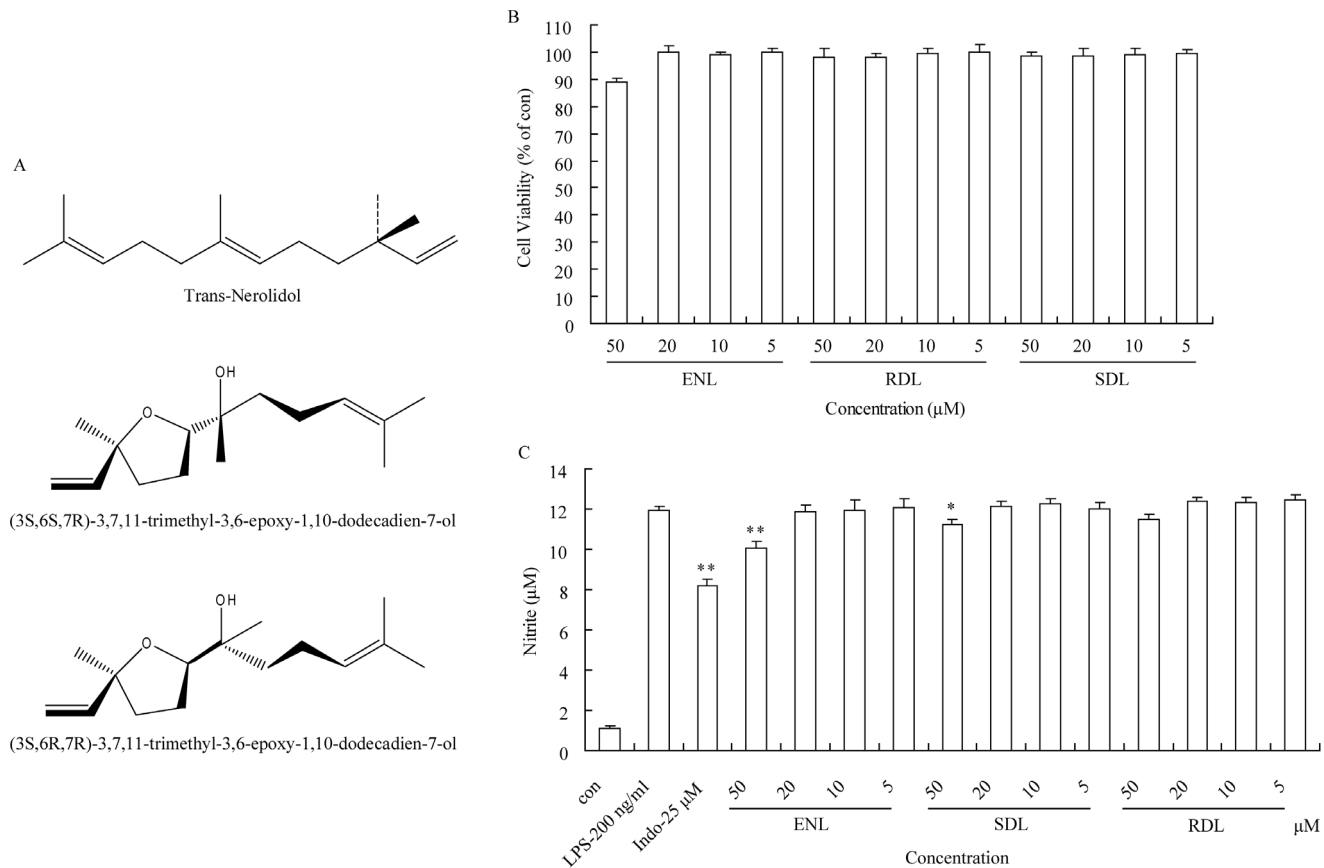 A
Trans-Nerolidol
OH
O
(3S,6S,7R)-3,7,11-trimethyl-3,6-epoxy-1,10-dodecadien-7-ol
OH
O
(3S,6R,7R)-3,7,11-trimethyl-3,6-epoxy-1,10-dodecadien-7-ol
B
Cell Viability (% of con)
110
100
90
80
70
60
50
40
30
20
10
0
50 20 10 5 50 20 10 5 50 20 10 5
ENL RDL SDL
Concentration (μM)
C
Nitrite (μM)
14
12
10
8
6
4
2
0
** ** *
con LPS-200 ng/ml Indo-25 μM 50 20 10 5 50 20 10 5 50 20 10 5
ENL SDL RDL μM
Concentration